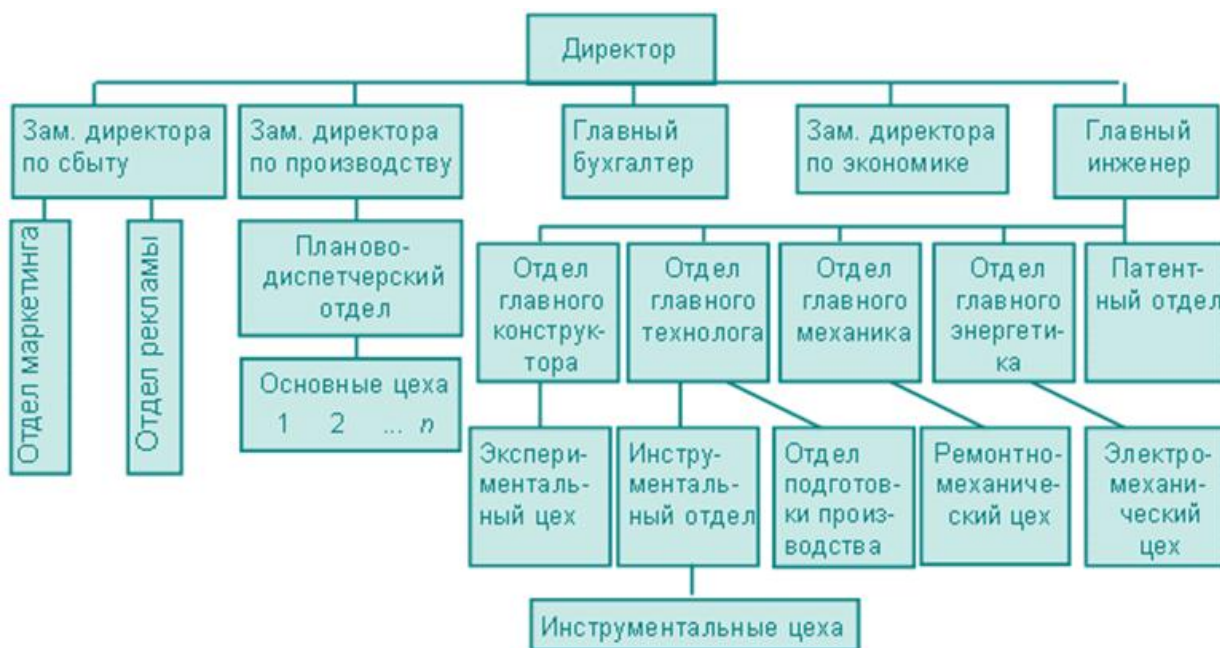 Директор
Зам. директора
по сбыту
Зам. директора
по производству
Главный
бухгалтер
Зам. директора
по экономике
Главный
инженер
Отдел маркетинга
Отдел рекламы
Планово-
диспетчерский
отдел
Основные цеха
1 2 ... n
Отдел
главного
конструк-
тора
Отдел
главного
технолога
Отдел
главного
механика
Отдел
главного
энергети-
ка
Патент-
ный отдел
Экспери-
менталь-
ный цех
Инстру-
менталь-
ный отдел
Отдел
подготов-
ки произ-
водства
Ремонтно-
механиче-
ский цех
Электро-
механи-
ческий
цех
Инструментальные цеха